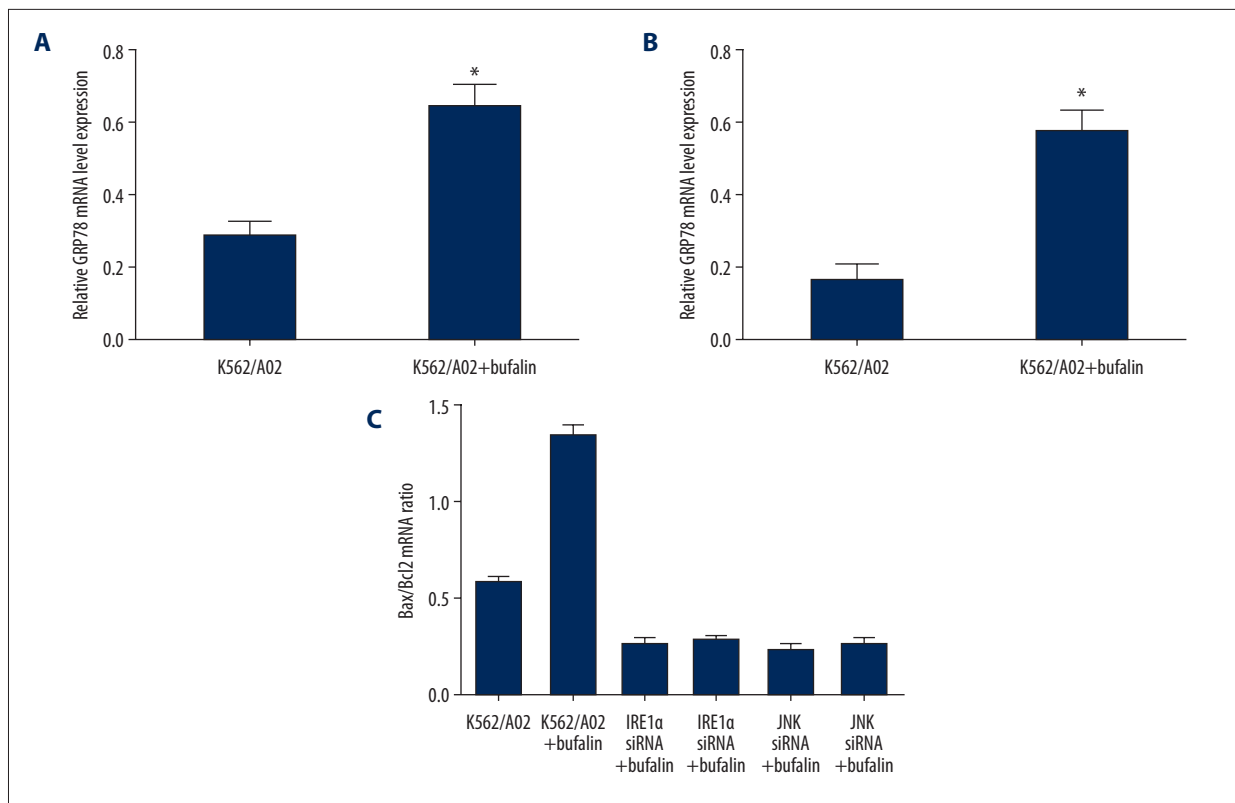 A
Relative GRP78 mRNA level expression
0.8
0.6
0.4
0.2
0.0
*
K562/A02
K562/A02+bufalin
B
Relative GRP78 mRNA level expression
0.8
0.6
0.4
0.2
0.0
*
K562/A02
K562/A02+bufalin
C
Bax/Bcl2 mRNA ratio
1.5
1.0
0.5
0.0
K562/A02
K562/A02
+bufalin
IRE1α
siRNA
+bufalin
IRE1α
siRNA
+bufalin
JNK
siRNA
+bufalin
JNK
siRNA
+bufalin